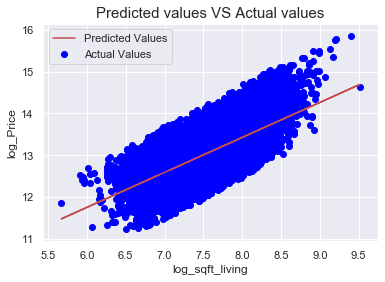 Predicted values VS Actual values
Predicted Values
Actual Values
log_Price
16
15
14
13
12
11
5.5 6.0 6.5 7.0 7.5 8.0 8.5 9.0 9.5
log_sqft_living